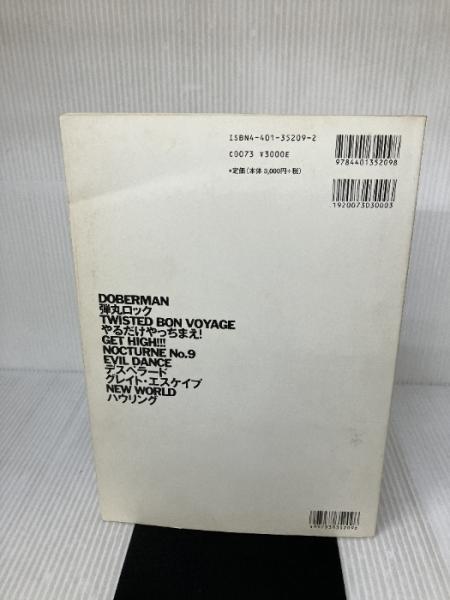 ISBN4-401-35209-2
C0073 ¥3000E
•定価(本体3,000円+税)
9784401352098
1920073030003
DOBERMAN
弾丸ロック
TWISTED BON VOYAGE
やるだけやっちまえ!
GET HIGH!!!
NOCTURNE No.9
EVIL DANCE
デスペラード
グレイト・エスケイプ
NEW WORLD
ハウリング